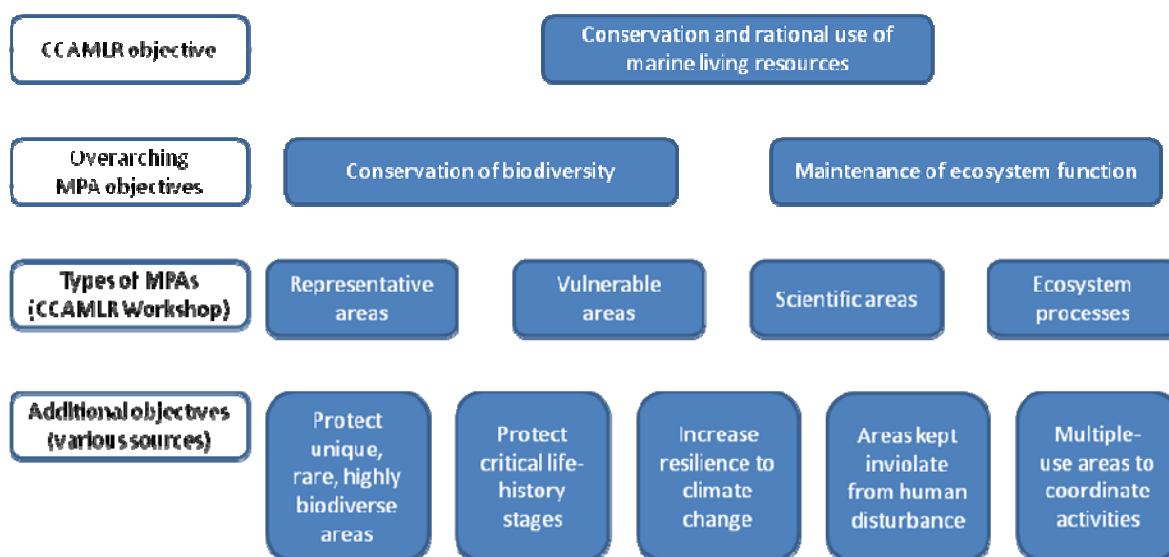 CCAMLR objective
Conservation and rational use of
marine living resources
Overarching
MPA objectives
Conservation of biodiversity
Maintenance of ecosystem function
Types of MPAs
(CCAMLR Workshop)
Representative
areas
Vulnerable
areas
Scientific areas
Ecosystem
processes
Additional objectives
(various sources)
Protect
unique,
rare, highly
biodiverse
areas
Protect
critical life-
history
stages
Increase
resilience to
climate
change
Areas kept
inviolate
from human
disturbance
Multiple-
use areas to
coordinate
activities